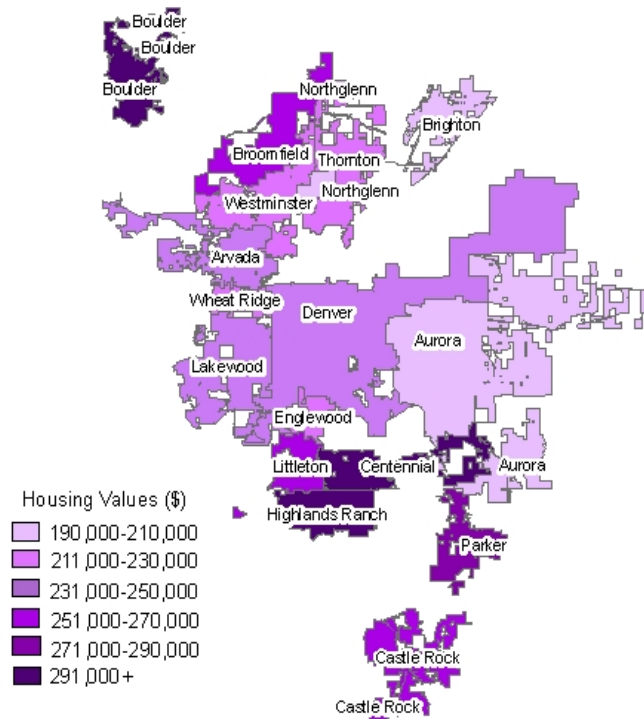 Boulder
Boulder
Boulder
Northglenn
Brighton
Broomfield
Thornton
Northglenn
Westminster
Arvada
Wheat Ridge
Denver
Aurora
Lakewood
Englewood
Littleton
Centennial
Aurora
Highlands Ranch
Parker
Castle Rock
Castle Rock
Housing Values ($)
190,000-210,000
211,000-230,000
231,000-250,000
251,000-270,000
271,000-290,000
291,000+